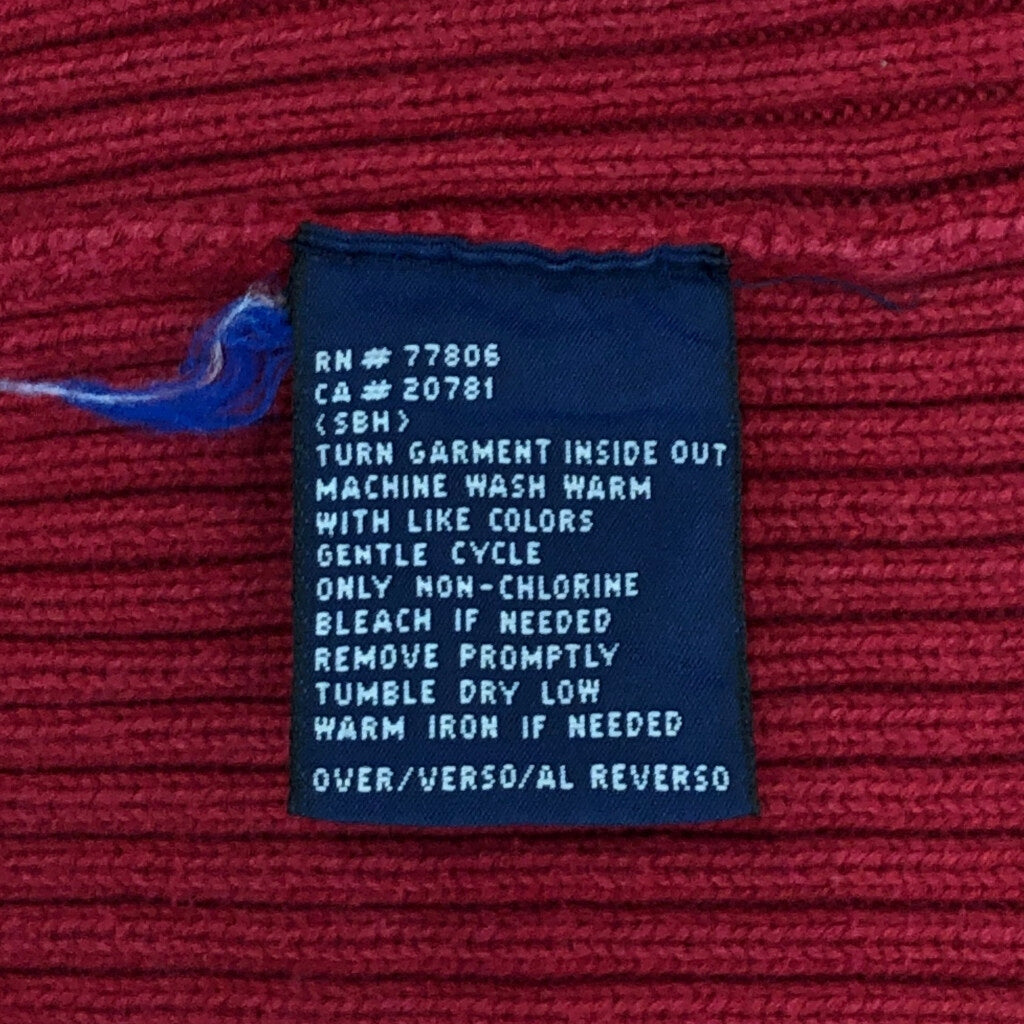 RN # 77806
CA # 20781
(SBH)
TURN GARMENT INSIDE OUT
MACHINE WASH WARM
WITH LIKE COLORS
GENTLE CYCLE
ONLY NON-CHLORINE
BLEACH IF NEEDED
REMOVE PROMPTLY
TUMBLE DRY LOW
WARM IRON IF NEEDED
OVER/VERSO/AL REVERSO